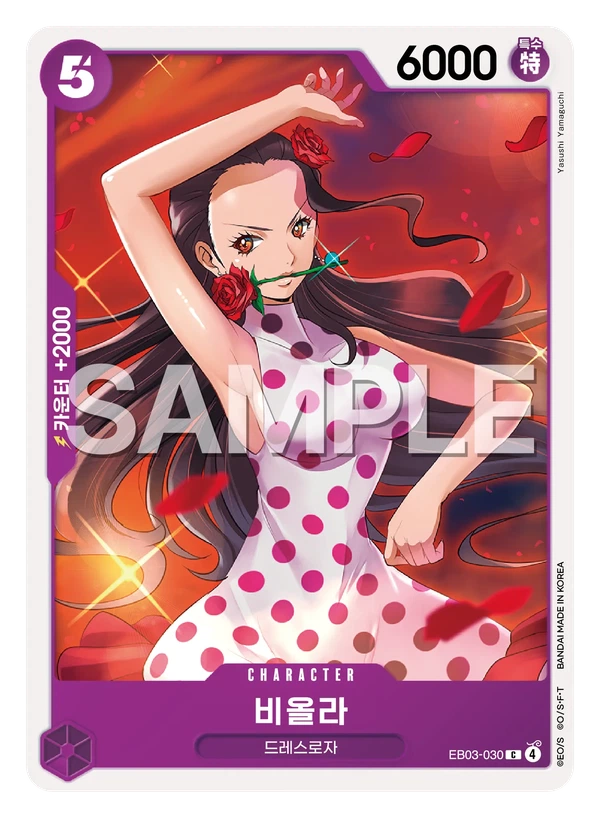 5
6000
특수
特
Yasushi Yamaguchi
카운터 +2000
SAMPLE
CHARACTER
비올라
드레스로자
EB03-030 C 4
©EO/S ©O/S·F·T BANDAI MADE IN KOREA